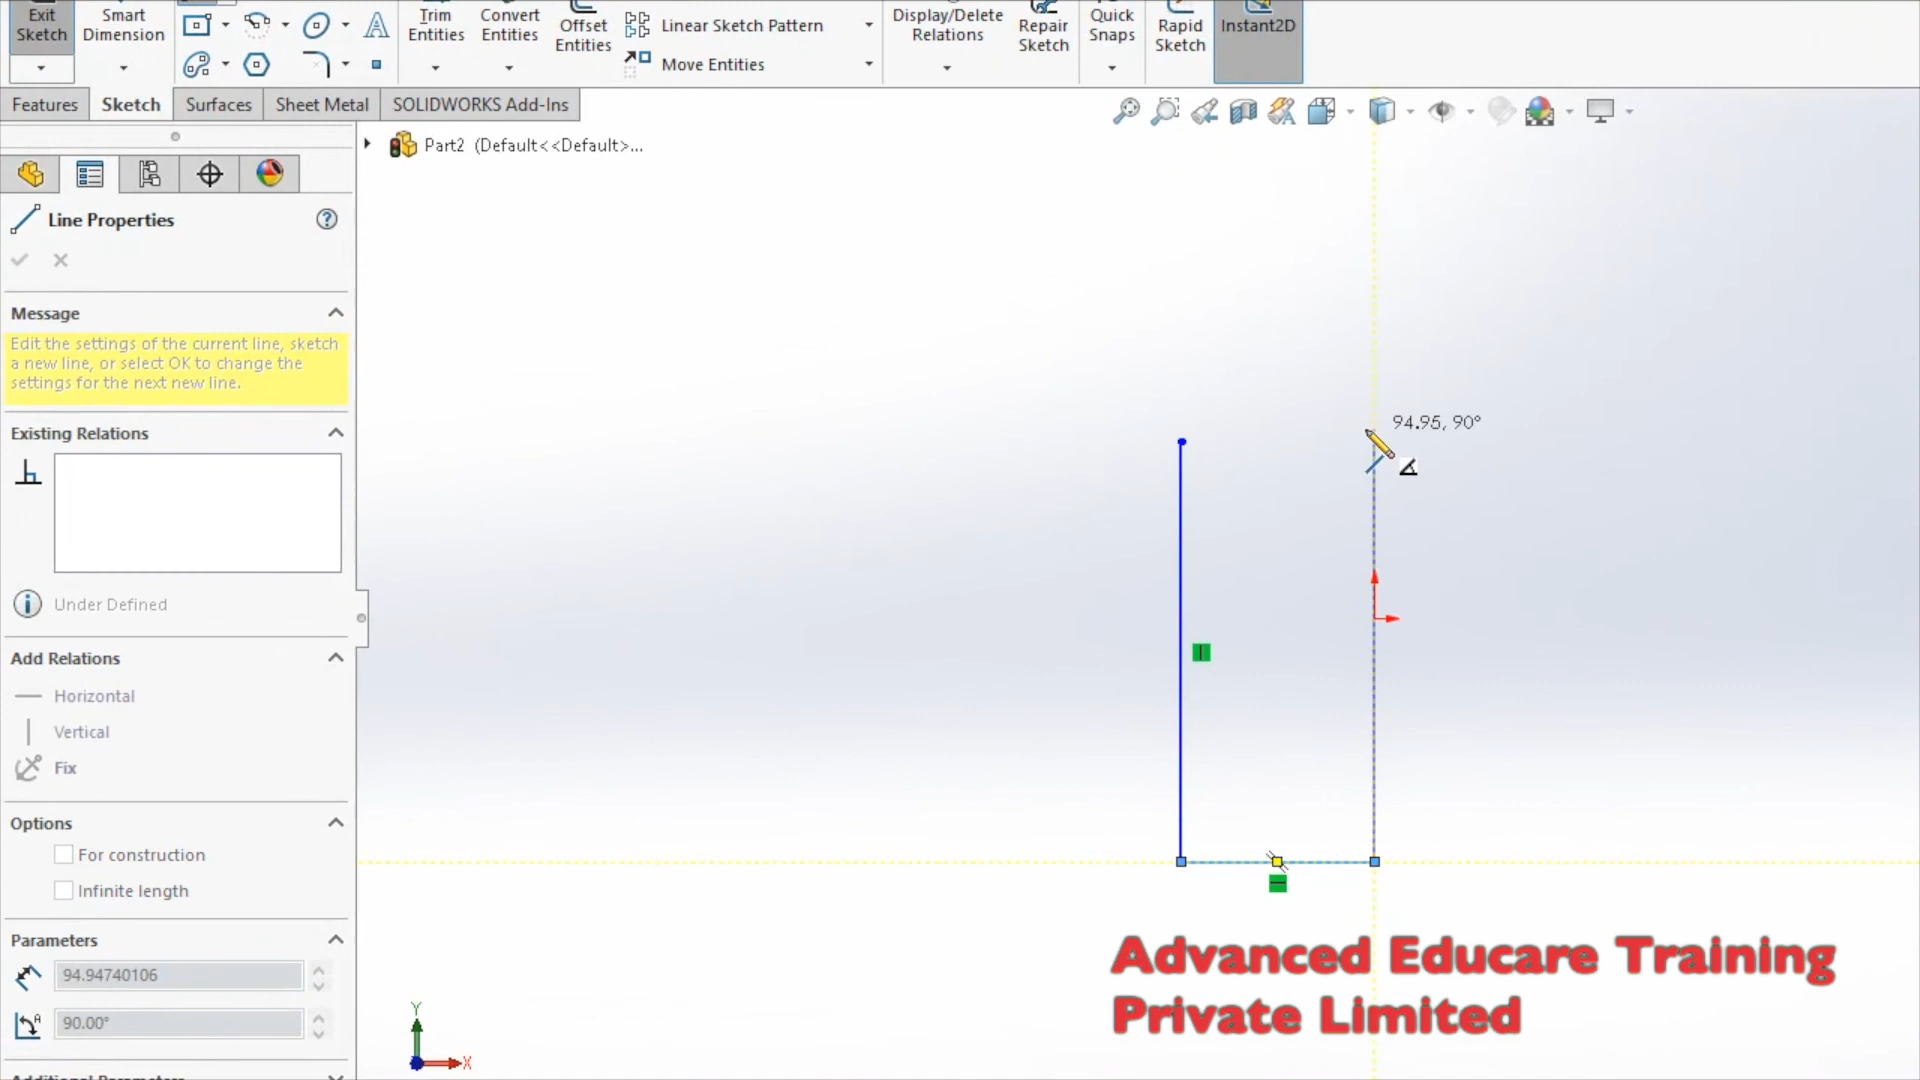 Exit Sketch
Smart Dimension
Trim Entities
Convert Entities
Offset Entities
Linear Sketch Pattern
Move Entities
Display/Delete Relations
Repair Sketch
Quick Snaps
Rapid Sketch
Instant2D
Features
Sketch
Surfaces
Sheet Metal
SOLIDWORKS Add-Ins
Part2 (Default<<Default>...
Line Properties
Message
Edit the settings of the current line, sketch
a new line, or select OK to change the
settings for the next new line.
Existing Relations
Under Defined
Add Relations
Horizontal
Vertical
Fix
Options
For construction
Infinite length
Parameters
94.94740106
90.00°
94.95, 90°
Y
X
Advanced Educare Training
Private Limited